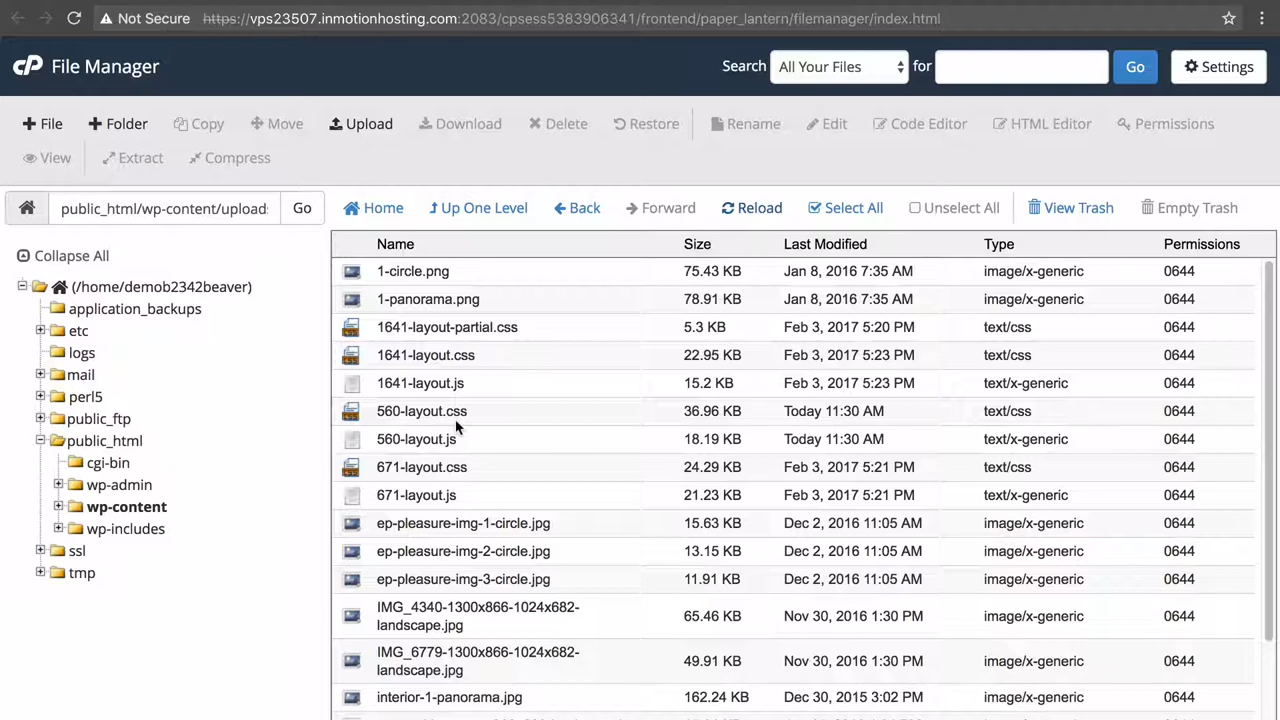 Not Secure https://vps23507.inmotionhosting.com:2083/cpsess5383906341/frontend/paper_lantern/filemanager/index.html
cP File Manager Search All Your Files for Go Settings
File Folder Copy Move Upload Download Delete Restore Rename Edit Code Editor HTML Editor Permissions
View Extract Compress
public_html/wp-content/uploads Go Home Up One Level Back Forward Reload Select All Unselect All View Trash Empty Trash
Collapse All
(/home/demob2342beaver)
application_backups
etc
logs
mail
perl5
public_ftp
public_html
cgi-bin
wp-admin
wp-content
wp-includes
ssl
tmp
Name Size Last Modified Type Permissions
1-circle.png 75.43 KB Jan 8, 2016 7:35 AM image/x-generic 0644
1-panorama.png 78.91 KB Jan 8, 2016 7:35 AM image/x-generic 0644
1641-layout-partial.css 5.3 KB Feb 3, 2017 5:20 PM text/css 0644
1641-layout.css 22.95 KB Feb 3, 2017 5:23 PM text/css 0644
1641-layout.js 15.2 KB Feb 3, 2017 5:23 PM text/x-generic 0644
560-layout.css 36.96 KB Today 11:30 AM text/css 0644
560-layout.js 18.19 KB Today 11:30 AM text/x-generic 0644
671-layout.css 24.29 KB Feb 3, 2017 5:21 PM text/css 0644
671-layout.js 21.23 KB Feb 3, 2017 5:21 PM text/x-generic 0644
ep-pleasure-img-1-circle.jpg 15.63 KB Dec 2, 2016 11:05 AM image/x-generic 0644
ep-pleasure-img-2-circle.jpg 13.15 KB Dec 2, 2016 11:05 AM image/x-generic 0644
ep-pleasure-img-3-circle.jpg 11.91 KB Dec 2, 2016 11:05 AM image/x-generic 0644
IMG_4340-1300x866-1024x682-
landscape.jpg 65.46 KB Nov 30, 2016 1:30 PM image/x-generic 0644
IMG_6779-1300x866-1024x682-
landscape.jpg 49.91 KB Nov 30, 2016 1:30 PM image/x-generic 0644
interior-1-panorama.jpg 162.24 KB Dec 30, 2015 3:02 PM image/x-generic 0644